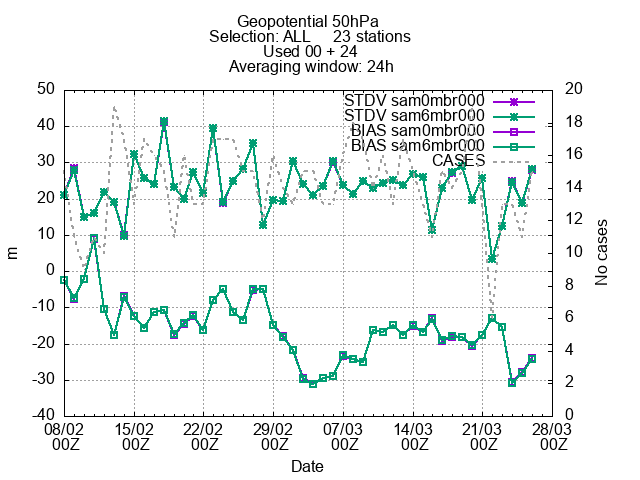 Geopotential 50hPa
Selection: ALL 23 stations
Used 00 + 24
Averaging window: 24h
STDV sam0mbr000
STDV sam6mbr000
BIAS sam0mbr000
BIAS sam6mbr000
CASES
50
40
30
20
10
0
-10
-20
-30
-40
m
20
18
16
14
12
10
8
6
4
2
0
No cases
08/02 15/02 22/02 29/02 07/03 14/03 21/03 28/03
00Z 00Z 00Z 00Z 00Z 00Z 00Z 00Z
Date